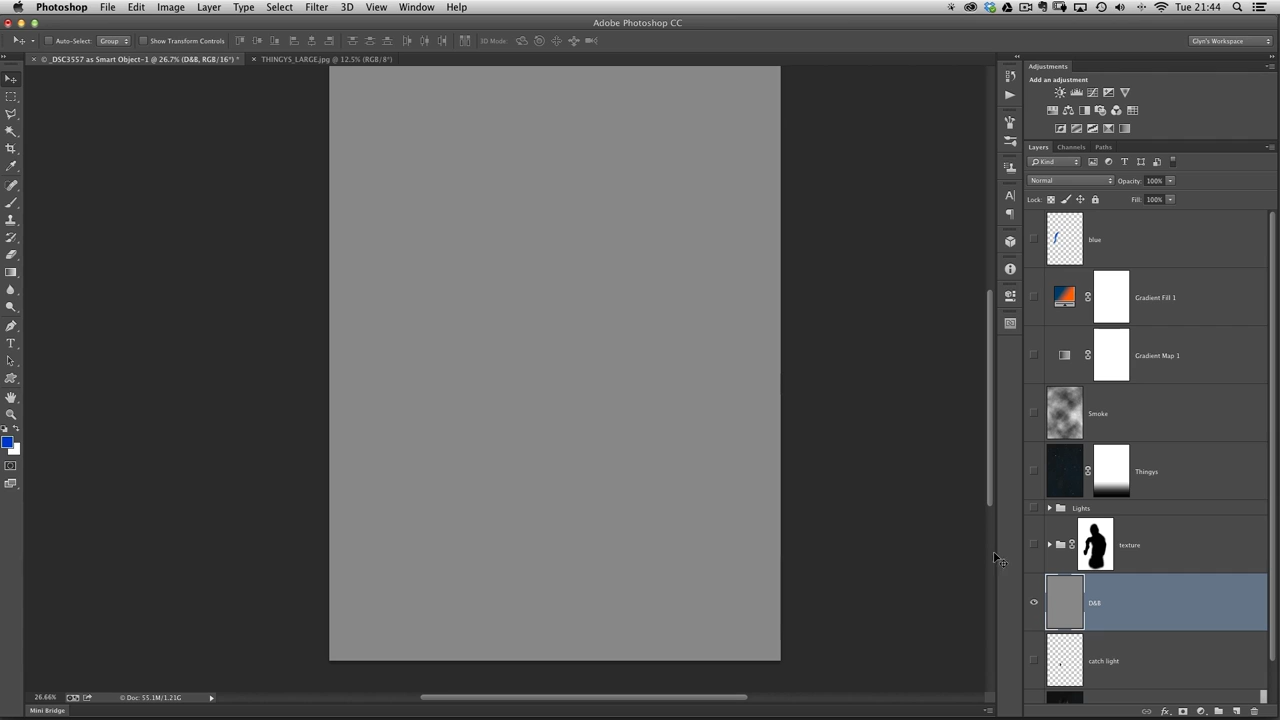 Photoshop File Edit Image Layer Type Select Filter 3D View Window Help Tue 21:44
Adobe Photoshop CC
Auto-Select: Group Show Transform Controls 3D Mode: Glyn's Workspace
× © _DSC3557 as Smart Object-1 @ 26.7% (D&B, RGB/16*) * × THINGYS_LARGE.jpg @ 12.5% (RGB/8*)
Adjustments
Add an adjustment
Layers Channels Paths
Kind
Normal Opacity: 100%
Lock: Fill: 100%
blue
Gradient Fill 1
Gradient Map 1
Smoke
Thingys
Lights
texture
D&B
catch light
26.66% © Doc: 55.1M/1.21G
Mini Bridge